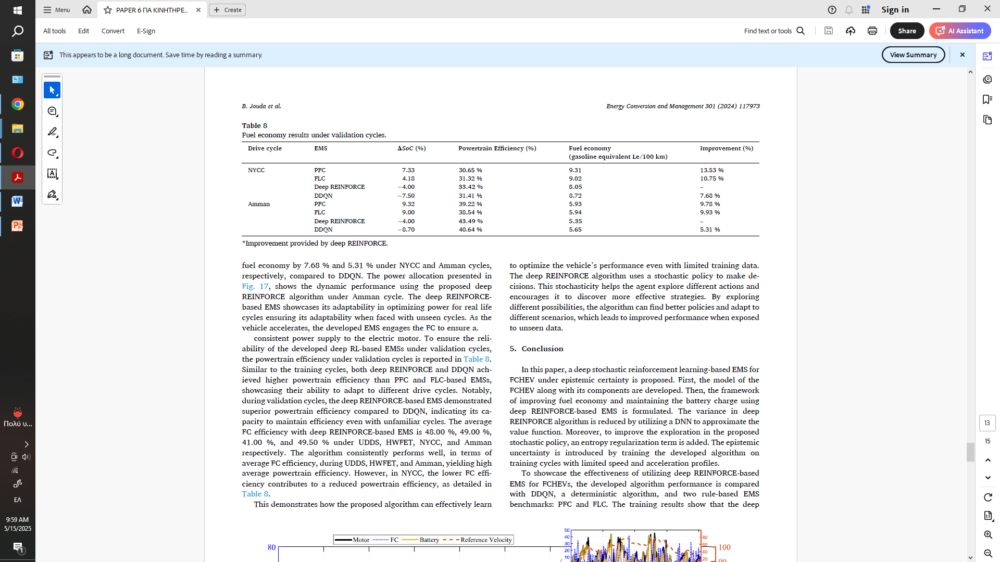 Menu
PAPER 6 ΓΙΑ ΚΙΝΗΤΗΡΕ...
Create
Sign in
All tools
Edit
Convert
E-Sign
Find text or tools
Share
AI Assistant
This appears to be a long document. Save time by reading a summary.
View Summary
B. Jouda et al.
Energy Conversion and Management 301 (2024) 117973
Table 8
Fuel economy results under validation cycles.
Drive cycle EMS ΔSoC (%) Powertrain Efficiency (%) Fuel economy Improvement (%)
(gasoline equivalent Le/100 km)
NYCC PFC 7.33 30.65 % 9.31 13.53 %
FLC 4.18 31.32 % 9.02 10.75 %
Deep REINFORCE −4.00 33.42 % 8.05 –
DDQN −7.50 31.41 % 8.72 7.68 %
Amman PFC 9.32 39.22 % 5.93 9.78 %
FLC 9.00 38.54 % 5.94 9.93 %
Deep REINFORCE −4.00 43.49 % 5.35 –
DDQN −8.70 40.64 % 5.65 5.31 %
*Improvement provided by deep REINFORCE.
fuel economy by 7.68 % and 5.31 % under NYCC and Amman cycles,
respectively, compared to DDQN. The power allocation presented in
Fig. 17, shows the dynamic performance using the proposed deep
REINFORCE algorithm under Amman cycle. The deep REINFORCE-
based EMS showcases its adaptability in optimizing power for real life
cycles ensuring its adaptability when faced with unseen cycles. As the
vehicle accelerates, the developed EMS engages the FC to ensure a.
consistent power supply to the electric motor. To ensure the reli-
ability of the developed deep RL-based EMSs under validation cycles,
the powertrain efficiency under validation cycles is reported in Table 8.
Similar to the training cycles, both deep REINFORCE and DDQN ach-
ieved higher powertrain efficiency than PFC and FLC-based EMSs,
showcasing their ability to adapt to different drive cycles. Notably,
during validation cycles, the deep REINFORCE-based EMS demonstrated
superior powertrain efficiency compared to DDQN, indicating its ca-
pacity to maintain efficiency even with unfamiliar cycles. The average
FC efficiency with deep REINFORCE-based EMS is 48.00 %, 49.00 %,
41.00 %, and 49.50 % under UDDS, HWFET, NYCC, and Amman
respectively. The algorithm consistently performs well, in terms of
average FC efficiency, during UDDS, HWFET, and Amman, yielding high
average powertrain efficiency. However, in NYCC, the lower FC effi-
ciency contributes to a reduced powertrain efficiency, as detailed in
Table 8.
This demonstrates how the proposed algorithm can effectively learn
to optimize the vehicle's performance even with limited training data.
The deep REINFORCE algorithm uses a stochastic policy to make de-
cisions. This stochasticity helps the agent explore different actions and
encourages it to discover more effective strategies. By exploring
different possibilities, the algorithm can find better policies and adapt to
different scenarios, which leads to improved performance when exposed
to unseen data.
5. Conclusion
In this paper, a deep stochastic reinforcement learning-based EMS for
FCHEV under epistemic certainty is proposed. First, the model of the
FCHEV along with its components are developed. Then, the framework
of improving fuel economy and maintaining the battery charge using
deep REINFORCE-based EMS is formulated. The variance in deep
REINFORCE algorithm is reduced by utilizing a DNN to approximate the
value function. Moreover, to improve the exploration in the proposed
stochastic policy, an entropy regularization term is added. The epistemic
uncertainty is introduced by training the developed algorithm on
training cycles with limited speed and acceleration profiles.
To showcase the effectiveness of utilizing deep REINFORCE-based
EMS for FCHEVs, the developed algorithm performance is compared
with DDQN, a deterministic algorithm, and two rule-based EMS
benchmarks: PFC and FLC. The training results show that the deep
Motor FC Battery Reference Velocity
80
50
40
30
20
10
80
60
40
20
100
90
13
15
Πολύ υ...
ΕΛ
9:59 AM
5/15/2025
1